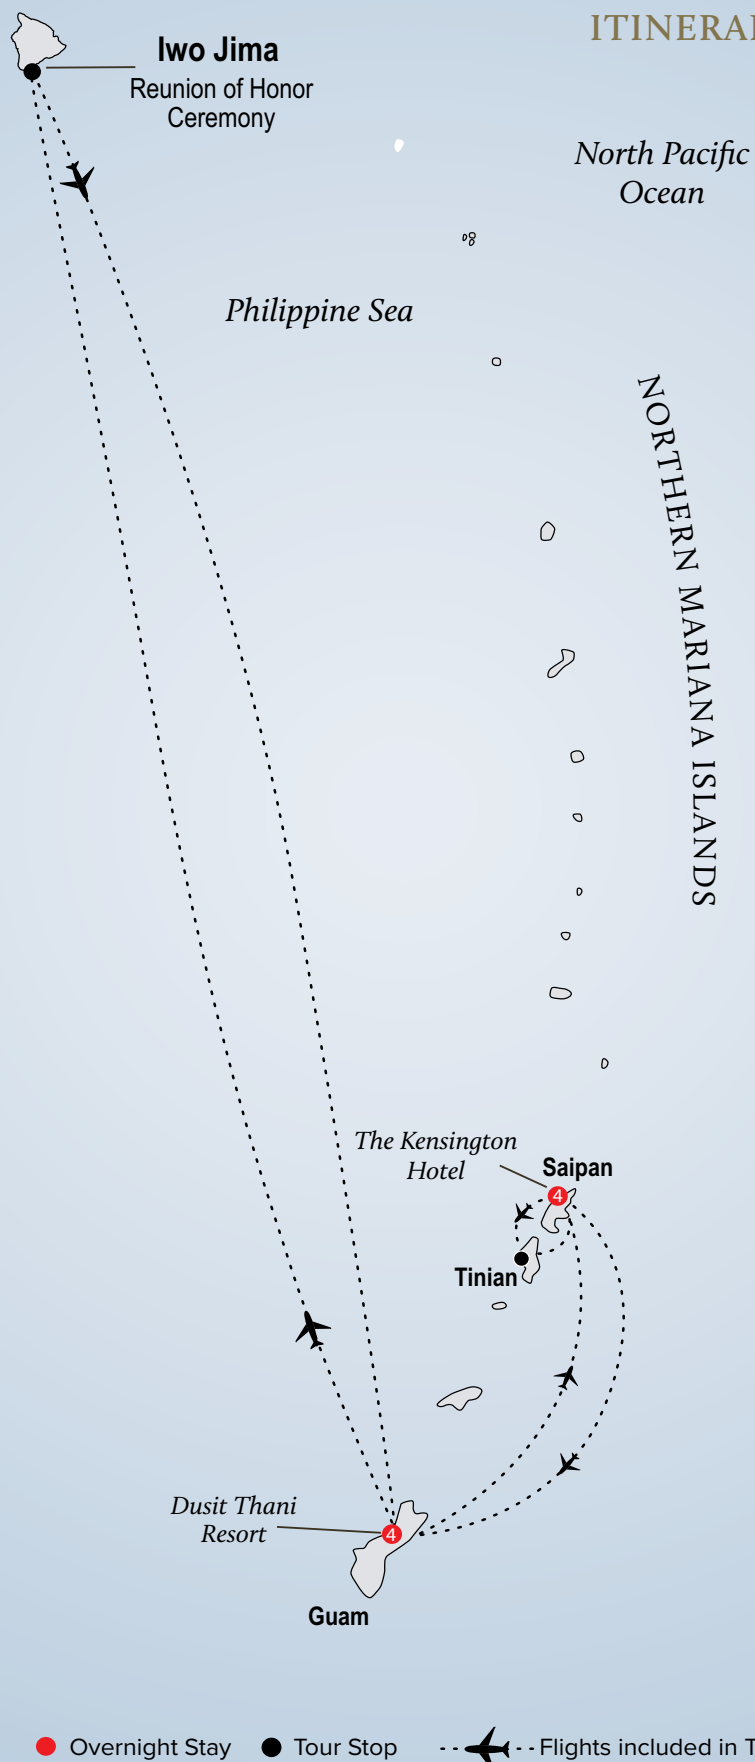 ITINERA
Iwo Jima
Reunion of Honor
Ceremony
North Pacific
Ocean
Philippine Sea
NORTHERN MARIANA ISLANDS
The Kensington
Hotel
Saipan
4
Tinian
Dusit Thani
Resort
4
Guam
Overnight Stay
Tour Stop
Flights included in T